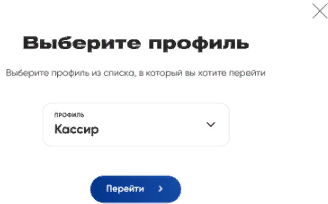 Выберите профиль
Выберите профиль из списка, в который вы хотите перейти
ПРОФИЛЬ
Кассир
Перейти